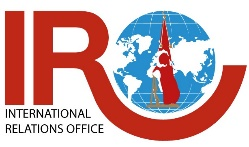 IRO
INTERNATIONAL
RELATIONS OFFICE